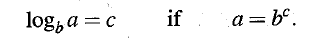 log_b a = c if a = b^c.